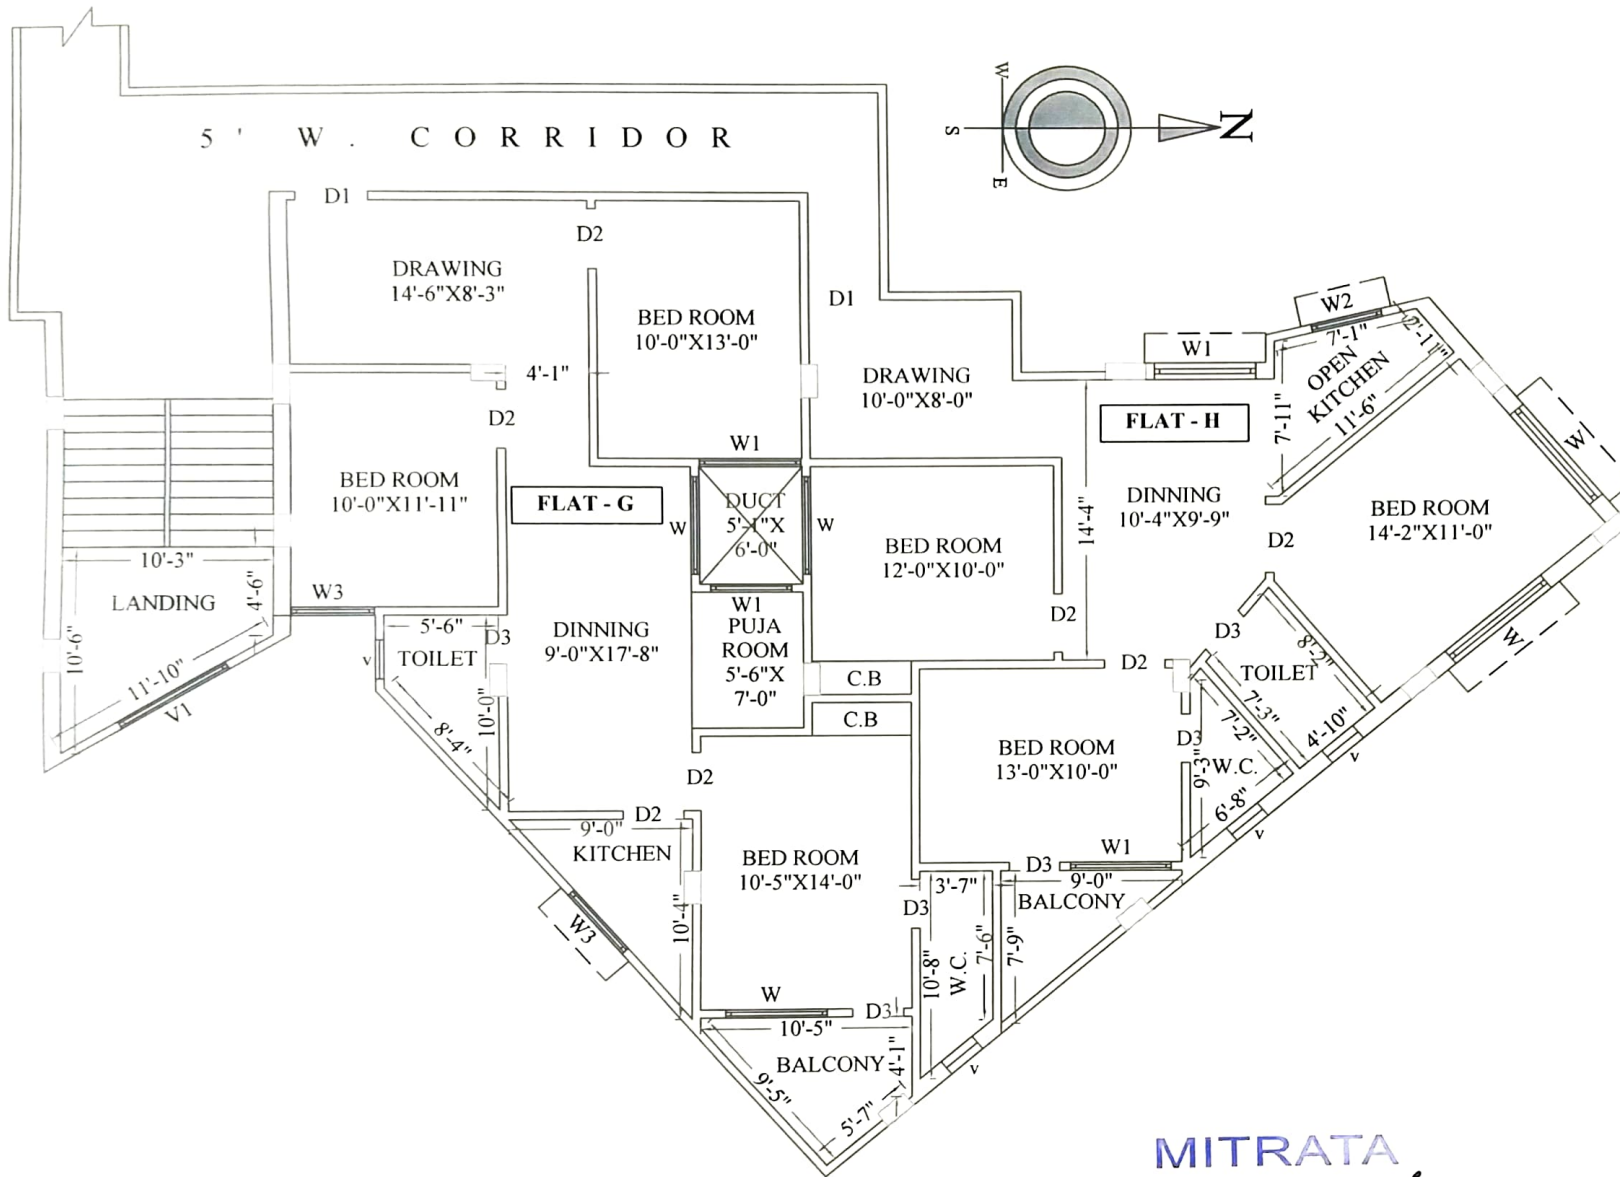 W
S
N
E
5 ' W . CORRIDOR
D1
D2
DRAWING
14'-6"X8'-3"
BED ROOM
10'-0"X13'-0"
D1
W2
7'-1"
2'-11"
W1
OPEN
KITCHEN
11'-6"
7'-11"
4'-1"
DRAWING
10'-0"X8'-0"
FLAT - H
W
D2
W1
BED ROOM
10'-0"X11'-11"
FLAT - G
DUCT
5'-1"X
6'-0"
W
W
14'-4"
DINNING
10'-4"X9'-9"
BED ROOM
14'-2"X11'-0"
D2
BED ROOM
12'-0"X10'-0"
10'-3"
LANDING
4'-6"
10'-6"
11'-10"
V1
W3
5'-6"
D3
TOILET
v
10'-0"
8'-4"
DINNING
9'-0"X17'-8"
W1
PUJA
ROOM
5'-6"X
7'-0"
D2
D3
W
8'-2"
TOILET
7'-3"
4'-10"
v
C.B
C.B
D2
BED ROOM
13'-0"X10'-0"
D3
7'-2"
9'-3"
W.C.
6'-8"
v
D2
D2
9'-0"
KITCHEN
10'-4"
W3
BED ROOM
10'-5"X14'-0"
W1
D3
9'-0"
BALCONY
3'-7"
D3
7'-6"
7'-9"
10'-8"
W.C.
v
W
D3
10'-5"
BALCONY
4'-1"
9'-5"
5'-7"
MITRATA